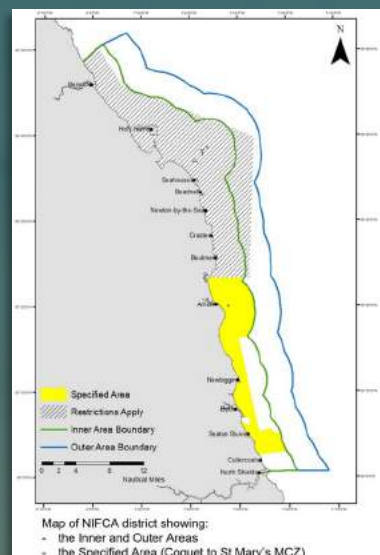 N
Berwick
Holy Island
Seahouses
Beadnell
Newton-by-the-Sea
Craster
Boulmer
Amble
Newbiggin
Blyth
Seaton Sluice
Cullercoats
North Shields
Specified Area
Restrictions Apply
Inner Area Boundary
Outer Area Boundary
0 2 4 8 12
Nautical Miles
Map of NIFCA district showing:
- the Inner and Outer Areas
- the Specified Area (Coquet to St Mary's MCZ)